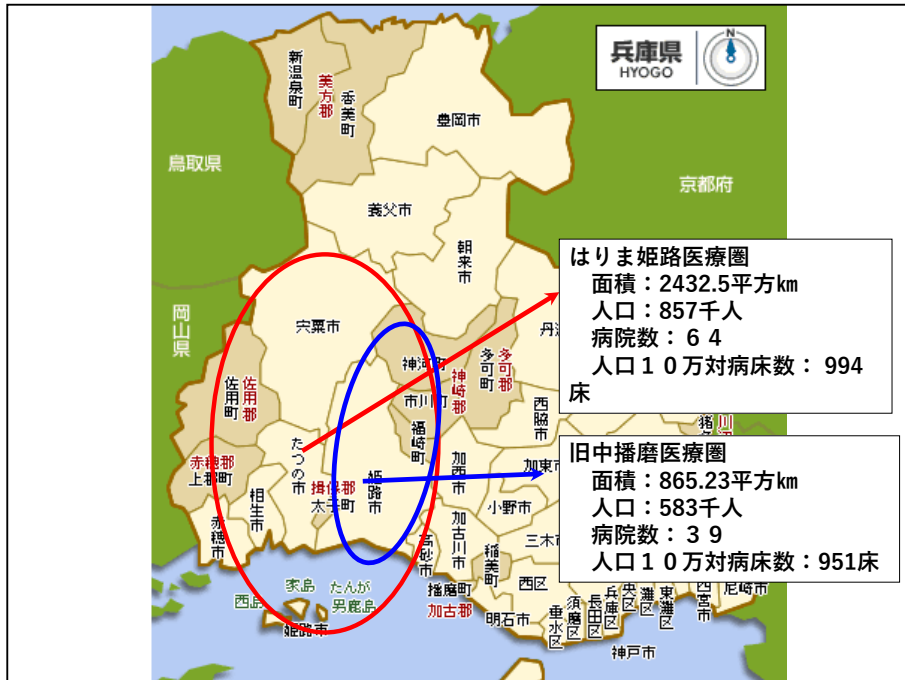 兵庫県
HYOGO
N
新温泉町
美方郡
香美町
豊岡市
鳥取県
京都府
養父市
朝来市
岡山県
宍粟市
神河町
多可町
多可郡
佐用町
佐用郡
市川町
神崎郡
福崎町
西脇市
赤穂郡
上郡町
たつの市
揖保郡
太子町
姫路市
加西市
加東市
相生市
赤穂市
小野市
三木市
高砂市
加古川市
稲美町
播磨町
加古郡
西区
明石市
垂水区
須磨区
長田区
兵庫区
灘区
東灘区
西宮市
尼崎市
神戸市
家島
西島
たんが
男鹿島
姫路市
はりま姫路医療圏
面積：2432.5平方㎞
人口：857千人
病院数：６４
人口１０万対病床数： 994
床
旧中播磨医療圏
面積：865.23平方㎞
人口：583千人
病院数：３９
人口１０万対病床数：951床